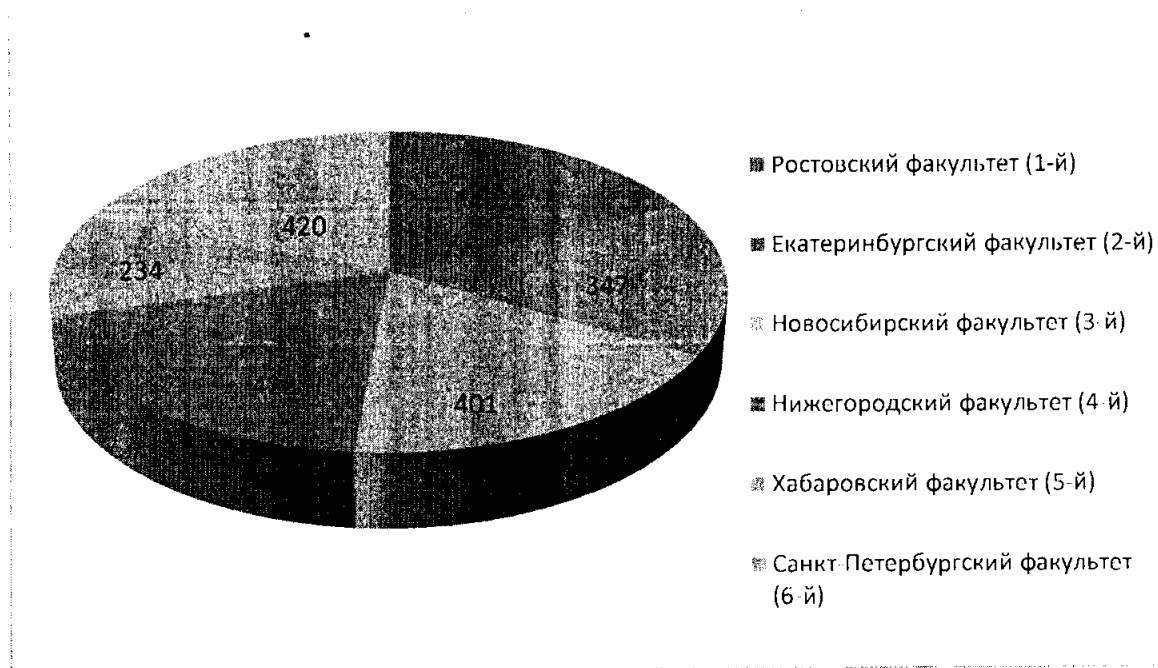 420
234
347
401
Ростовский факультет (1-й)
Екатеринбургский факультет (2-й)
Новосибирский факультет (3-й)
Нижегородский факультет (4-й)
Хабаровский факультет (5-й)
Санкт-Петербургский факультет
(6-й)